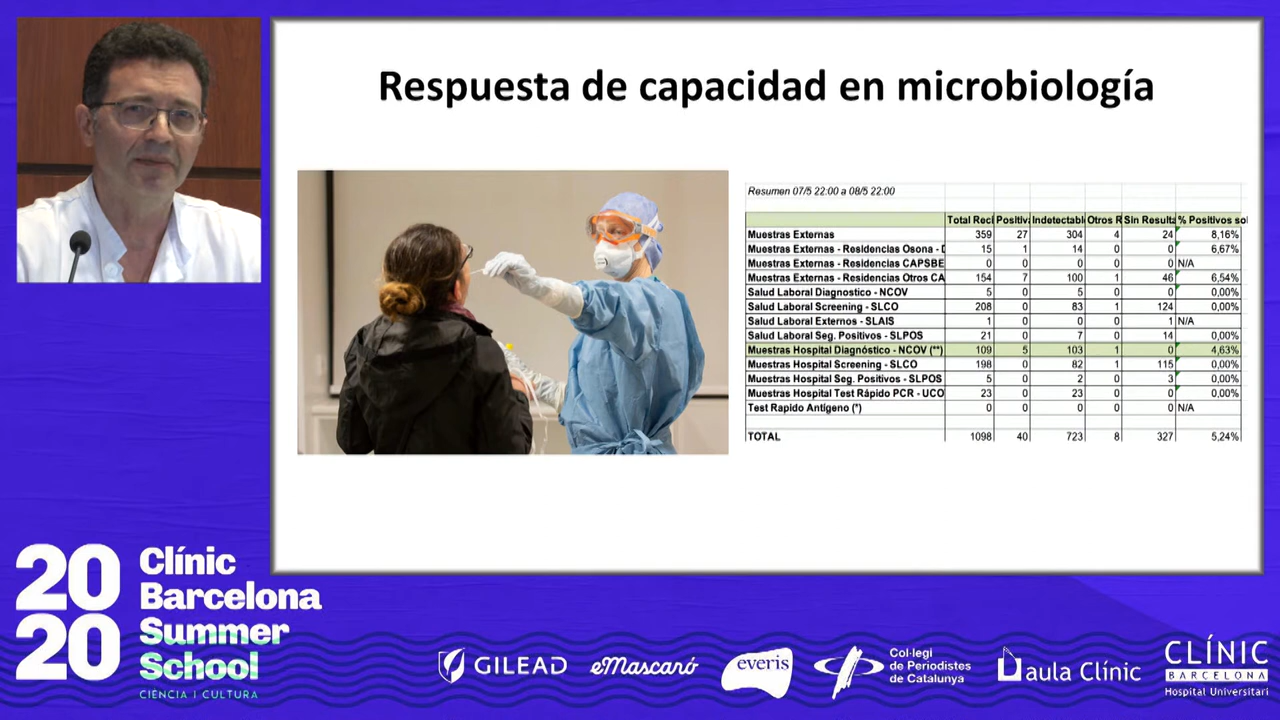 Respuesta de capacidad en microbiología
Resumen 07/5 22:00 a 08/5 22:00
Total Reci Positiva Indetectabl Otros R Sin Resulta % Positivos sol
Muestras Externas 359 27 304 4 24 8,16%
Muestras Externas - Residencias Osona - D 15 1 14 0 0 6,67%
Muestras Externas - Residencias CAPSBE 0 0 0 0 0 N/A
Muestras Externas - Residencias Otros CA 154 7 100 1 46 6,54%
Salud Laboral Diagnostico - NCOV 5 0 5 0 0 0,00%
Salud Laboral Screening - SLCO 208 0 83 1 124 0,00%
Salud Laboral Externos - SLAIS 1 0 0 0 1 N/A
Salud Laboral Seg. Positivos - SLPOS 21 0 7 0 14 0,00%
Muestras Hospital Diagnóstico - NCOV (**) 109 5 103 1 0 4,63%
Muestras Hospital Screening - SLCO 198 0 82 1 115 0,00%
Muestras Hospital Seg. Positivos - SLPOS 5 0 2 0 3 0,00%
Muestras Hospital Test Rápido PCR - UCO 23 0 23 0 0 0,00%
Test Rapido Antígeno (*) 0 0 0 0 0 N/A
TOTAL 1098 40 723 8 327 5,24%
20
20
Clínic
Barcelona
Summer
School
CIÈNCIA I CULTURA
GILEAD
eMascaró
everis
Col·legi
de Periodistes
de Catalunya
aula Clínic
CLÍNIC
BARCELONA
Hospital Universitari